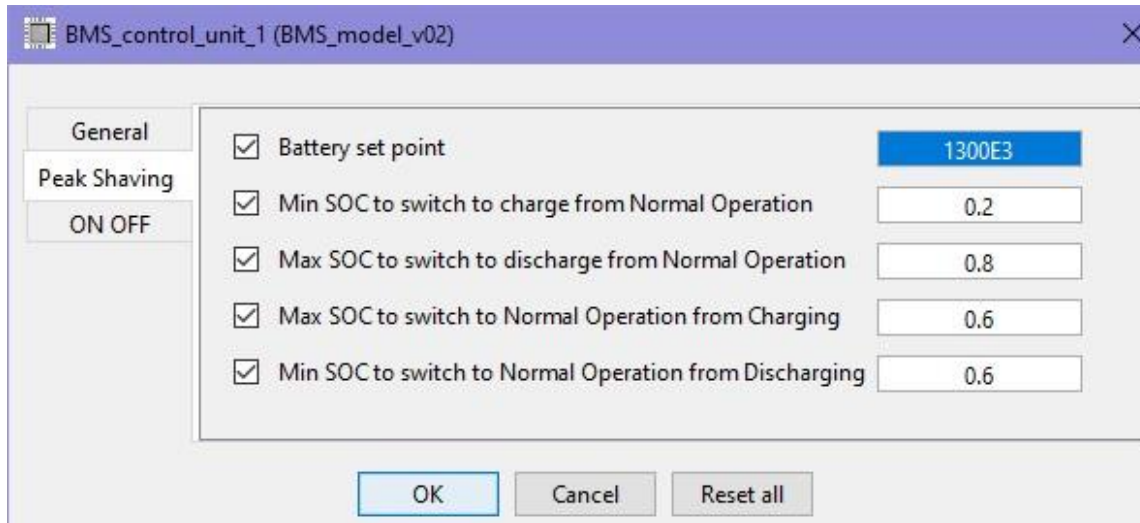 BMS_control_unit_1 (BMS_model_v02)
General
Peak Shaving
ON OFF
Battery set point 1300E3
Min SOC to switch to charge from Normal Operation 0.2
Max SOC to switch to discharge from Normal Operation 0.8
Max SOC to switch to Normal Operation from Charging 0.6
Min SOC to switch to Normal Operation from Discharging 0.6
OK Cancel Reset all